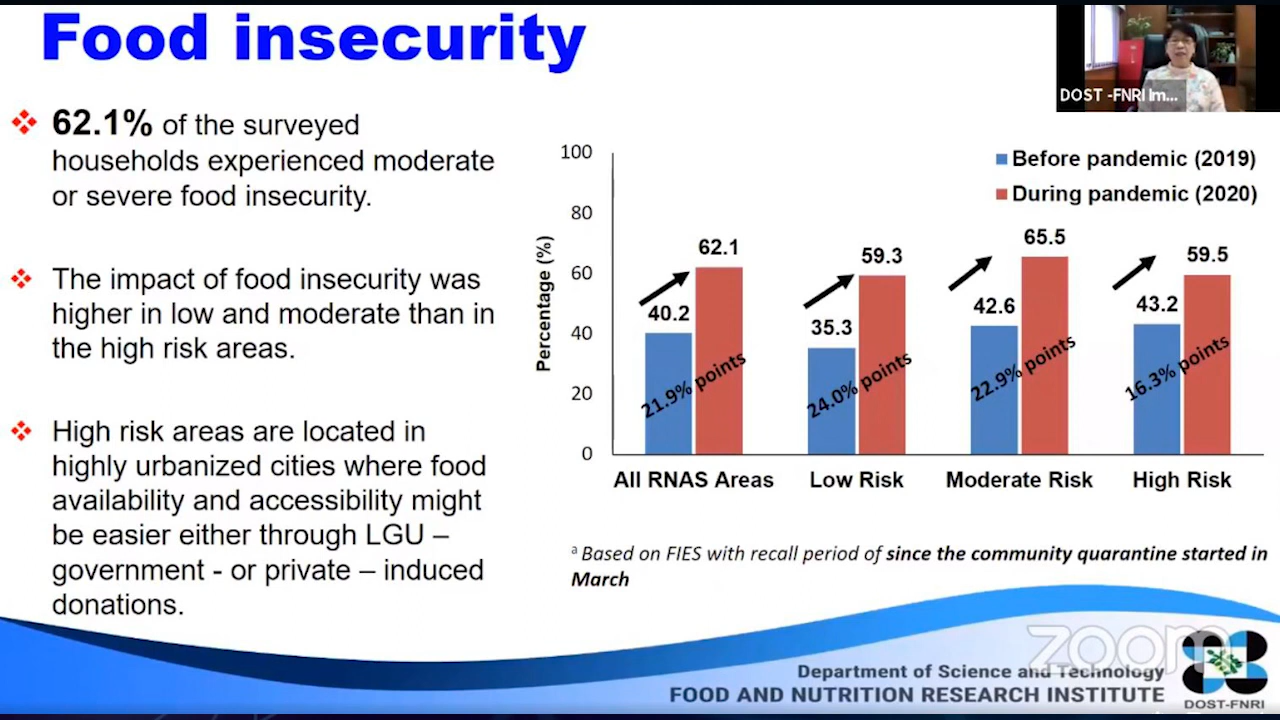 Food insecurity
DOST -FNRI Im...
❖ 62.1% of the surveyed
households experienced moderate
or severe food insecurity.
❖ The impact of food insecurity was
higher in low and moderate than in
the high risk areas.
❖ High risk areas are located in
highly urbanized cities where food
availability and accessibility might
be easier either through LGU –
government - or private – induced
donations.
Before pandemic (2019)
During pandemic (2020)
Percentage (%)
100
80
60
40
20
0
40.2
62.1
21.9% points
35.3
59.3
24.0% points
42.6
65.5
22.9% points
43.2
59.5
16.3% points
All RNAS Areas
Low Risk
Moderate Risk
High Risk
ᵃ Based on FIES with recall period of since the community quarantine started in
March
zoom
Department of Science and Technology
FOOD AND NUTRITION RESEARCH INSTITUTE
DOST-FNRI